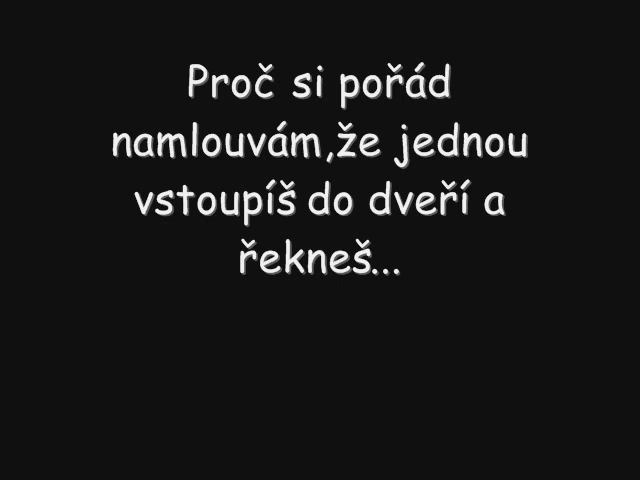 Proč si pořád
namlouvám,že jednou
vstoupíš do dveří a
řekneš...